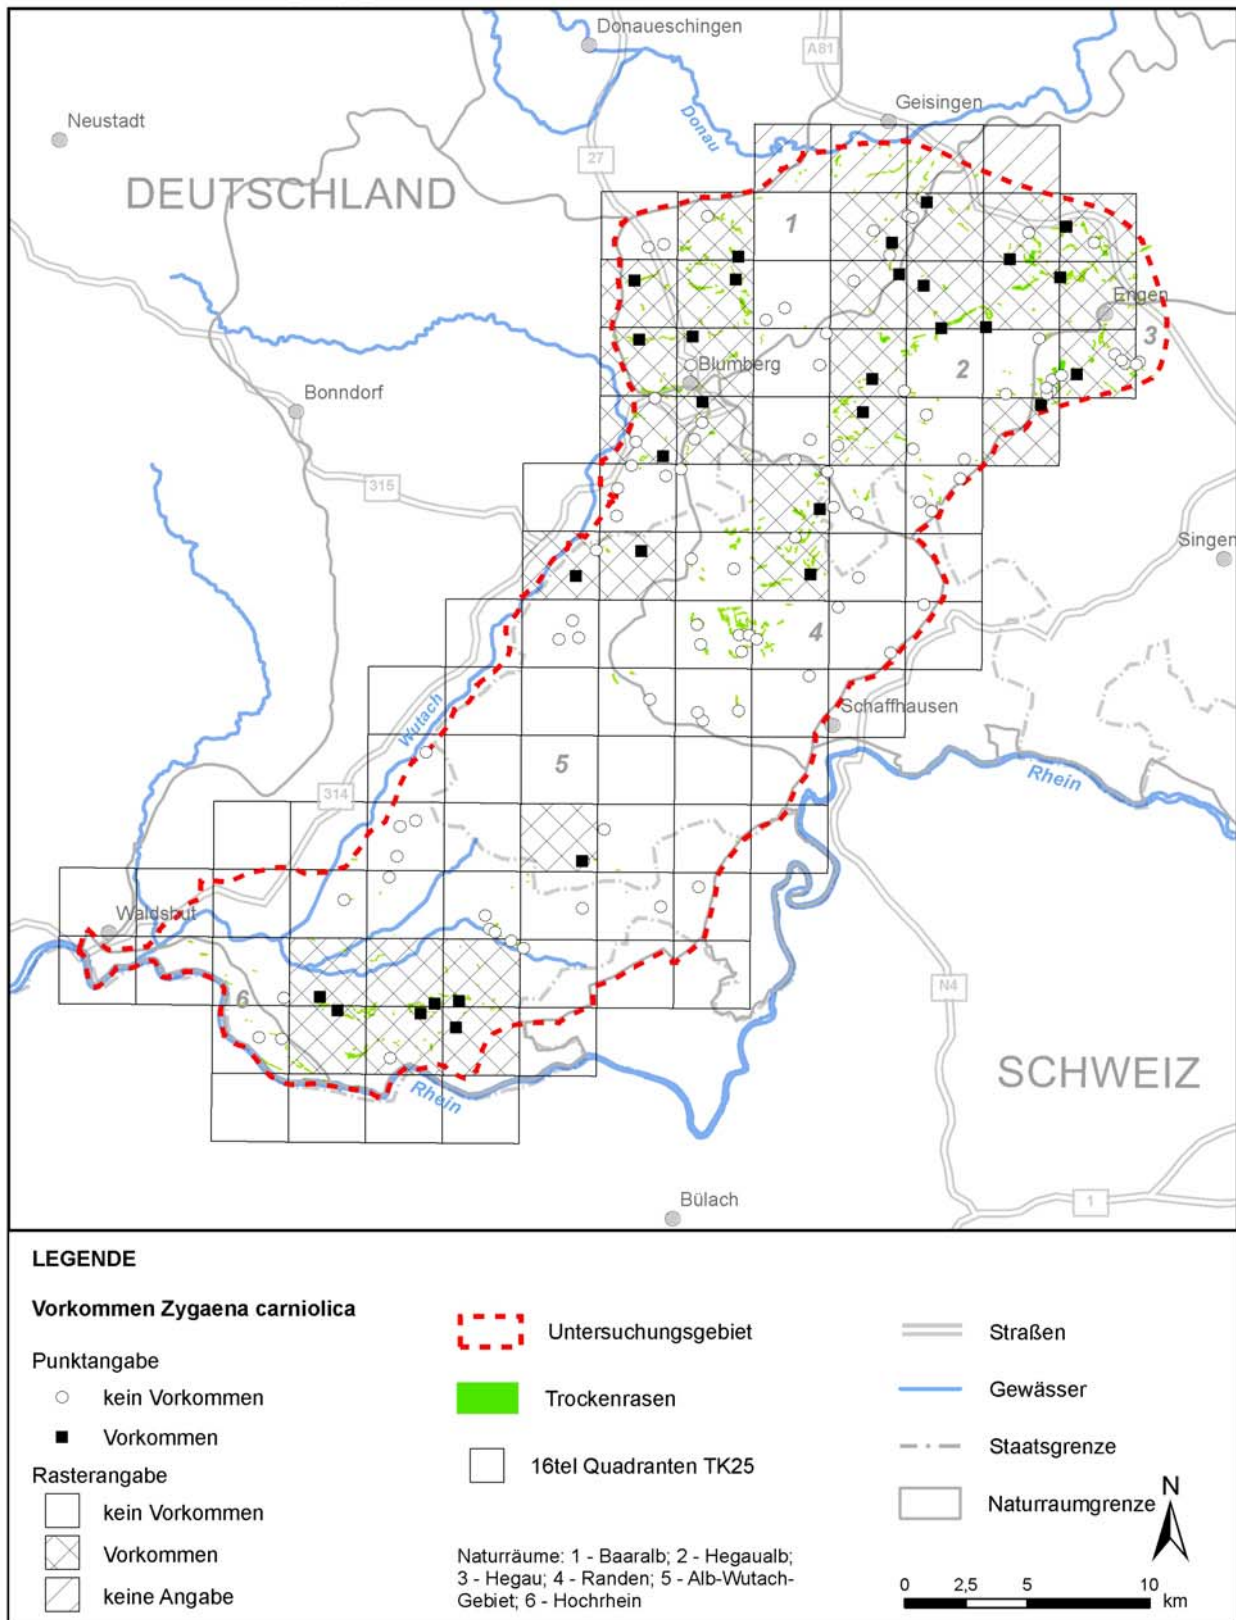 Donaueschingen
A81
Neustadt
Geisingen
Donau
27
DEUTSCHLAND
1
Engen
3
2
Blumberg
Bonndorf
315
Singen
4
Wutach
Schaffhausen
5
Rhein
314
Waldshut
6
N4
Rhein
SCHWEIZ
Bülach
1
LEGENDE
Vorkommen Zygaena carniolica
Punktangabe
kein Vorkommen
Vorkommen
Rasterangabe
kein Vorkommen
Vorkommen
keine Angabe
Untersuchungsgebiet
Trockenrasen
16tel Quadranten TK25
Naturräume: 1 - Baaralb; 2 - Hegaualb;
3 - Hegau; 4 - Randen; 5 - Alb-Wutach-
Gebiet; 6 - Hochrhein
Straßen
Gewässer
Staatsgrenze
Naturraumgrenze
N
0 2,5 5 10
km